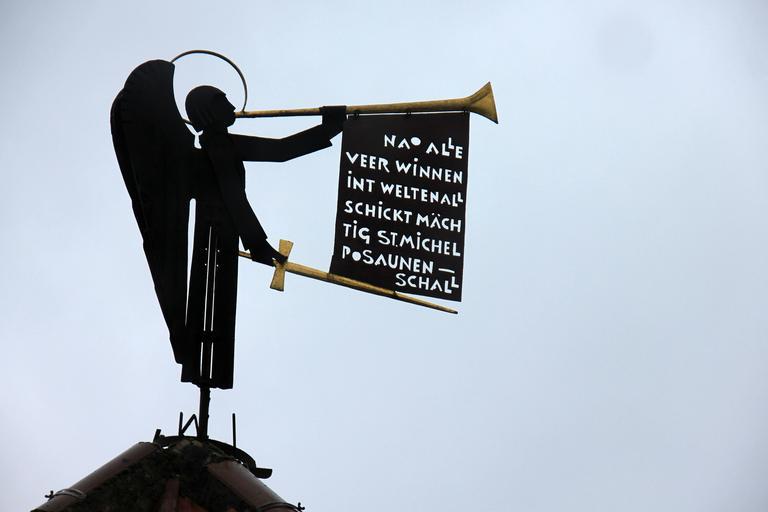 NAO ALLE
VEER WINNEN
INT WELTENALL
SCHICKT MÄCH
TIG ST. MICHEL
POSAUNEN—
SCHALL